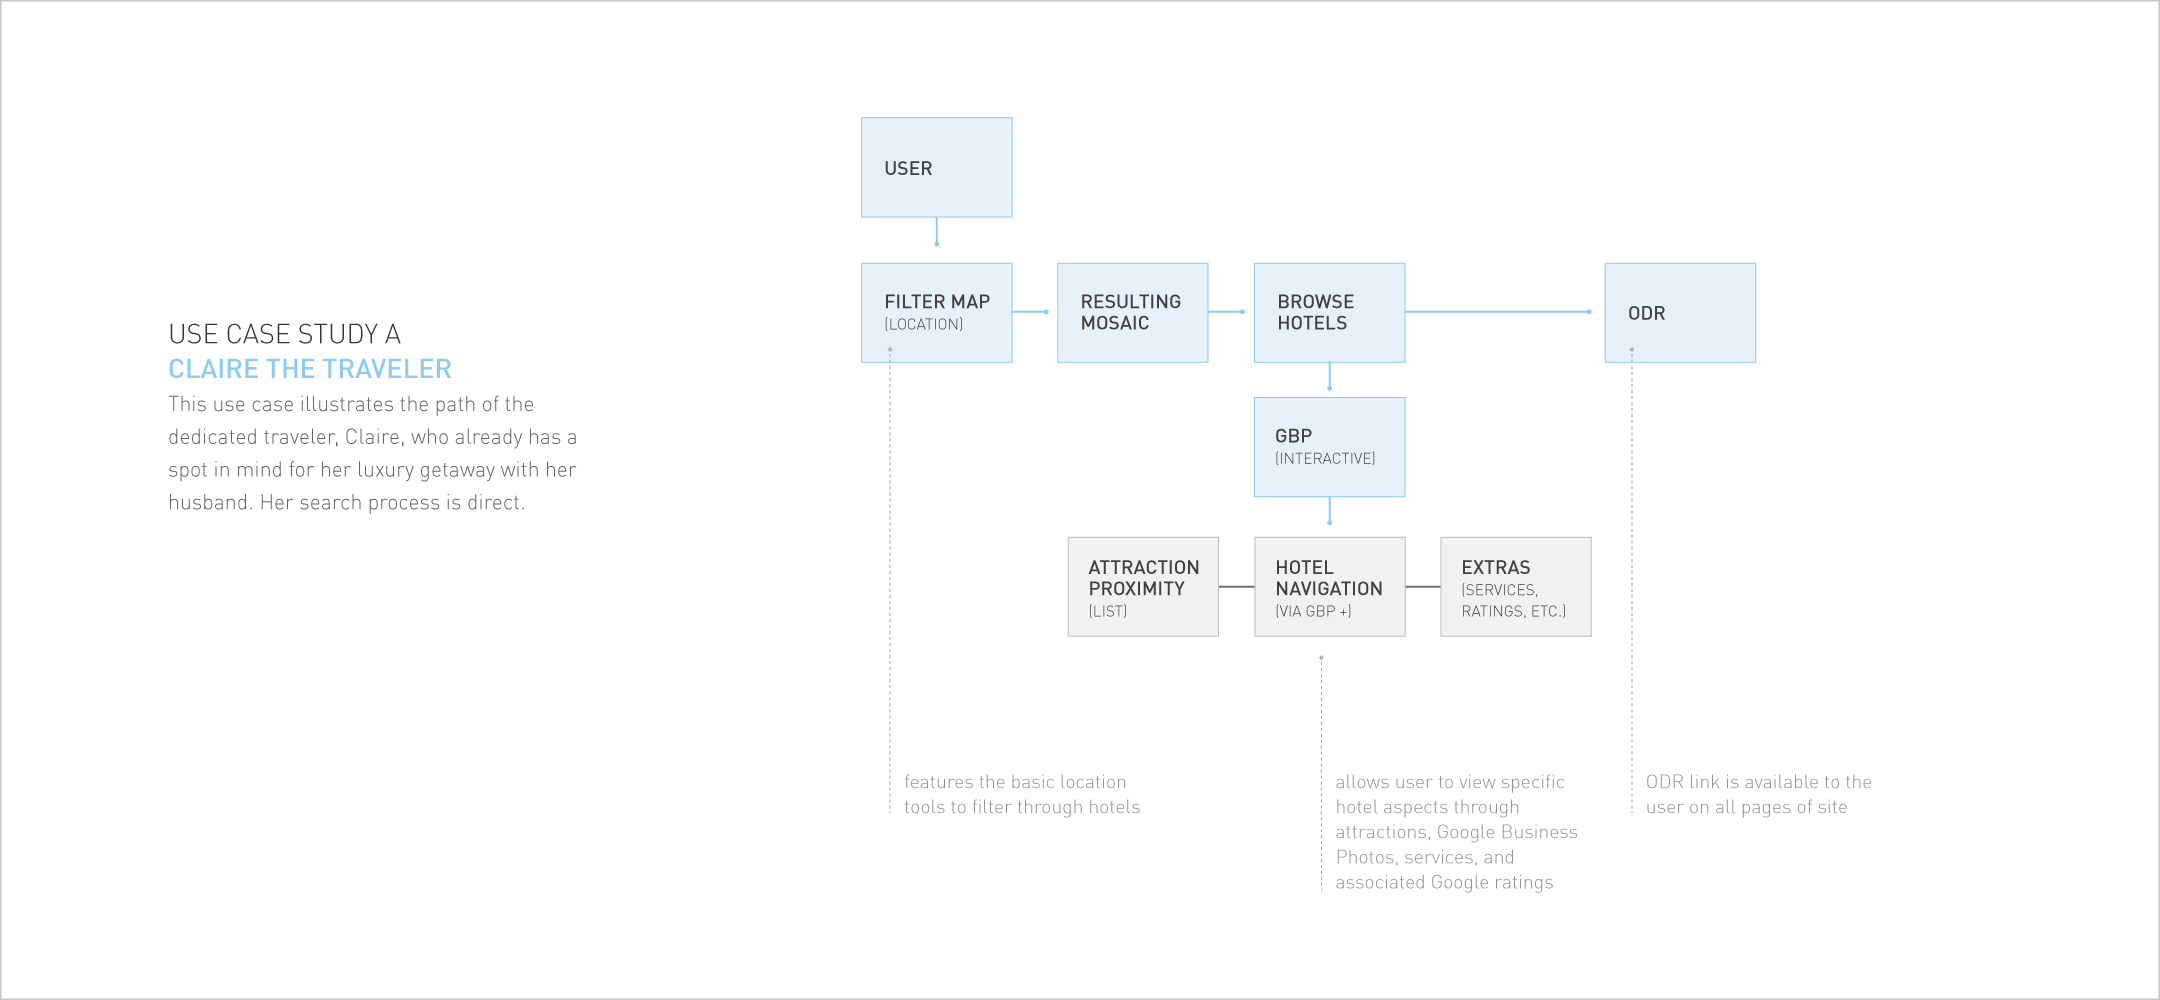 USE CASE STUDY A
CLAIRE THE TRAVELER
This use case illustrates the path of the
dedicated traveler, Claire, who already has a
spot in mind for her luxury getaway with her
husband. Her search process is direct.
USER
FILTER MAP
(LOCATION)
RESULTING
MOSAIC
BROWSE
HOTELS
ODR
GBP
(INTERACTIVE)
ATTRACTION
PROXIMITY
(LIST)
HOTEL
NAVIGATION
(VIA GBP +)
EXTRAS
(SERVICES,
RATINGS, ETC.)
features the basic location
tools to filter through hotels
allows user to view specific
hotel aspects through
attractions, Google Business
Photos, services, and
associated Google ratings
ODR link is available to the
user on all pages of site